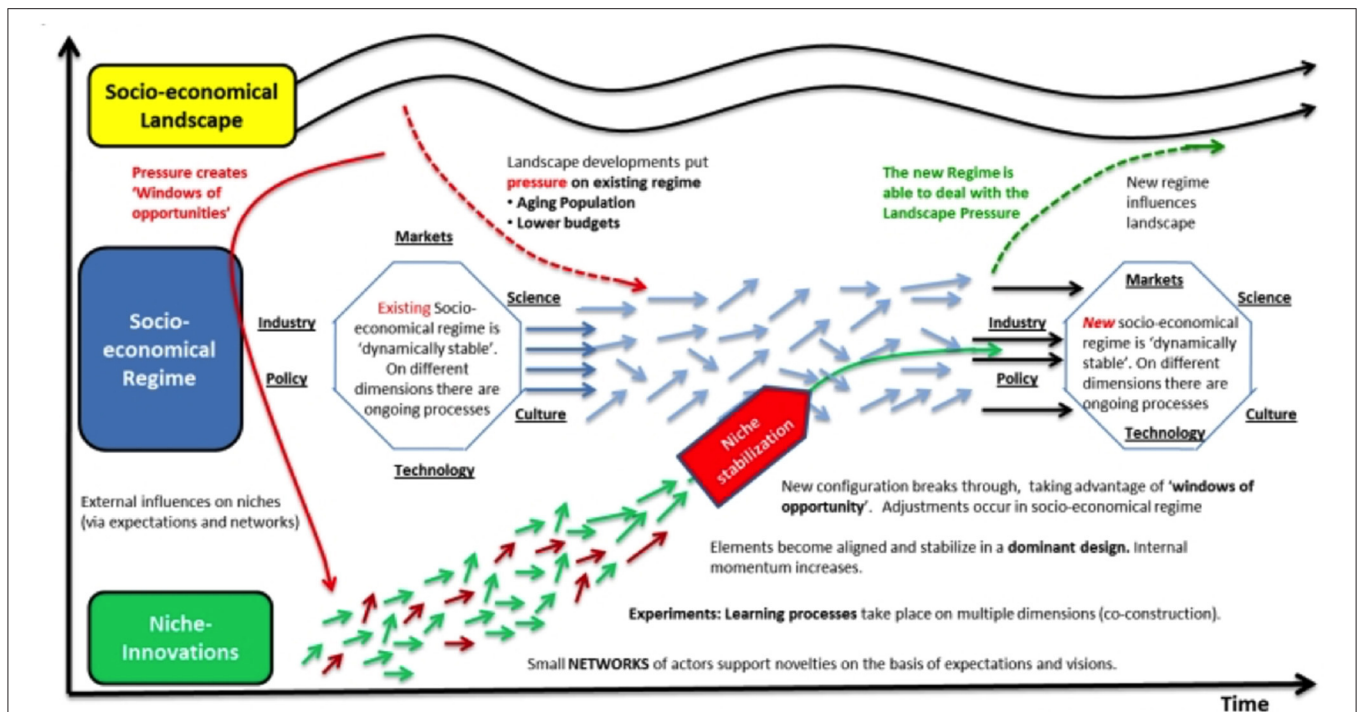 Socio-economical
Landscape
Pressure creates
‘Windows of
opportunities’
Landscape developments put
pressure on existing regime
• Aging Population
• Lower budgets
The new Regime is
able to deal with the
Landscape Pressure
New regime
influences
landscape
Socio-
economical
Regime
Markets
Industry
Policy
Science
Culture
Technology
Existing Socio-
economical regime is
‘dynamically stable’.
On different
dimensions there are
ongoing processes
Markets
Industry
Policy
Science
Culture
Technology
New socio-economical
regime is ‘dynamically
stable’. On different
dimensions there are
ongoing processes
Niche
stabilization
External influences on niches
(via expectations and networks)
New configuration breaks through, taking advantage of ‘windows of
opportunity’. Adjustments occur in socio-economical regime
Elements become aligned and stabilize in a dominant design. Internal
momentum increases.
Experiments: Learning processes take place on multiple dimensions (co-construction).
Niche-
Innovations
Small NETWORKS of actors support novelties on the basis of expectations and visions.
Time